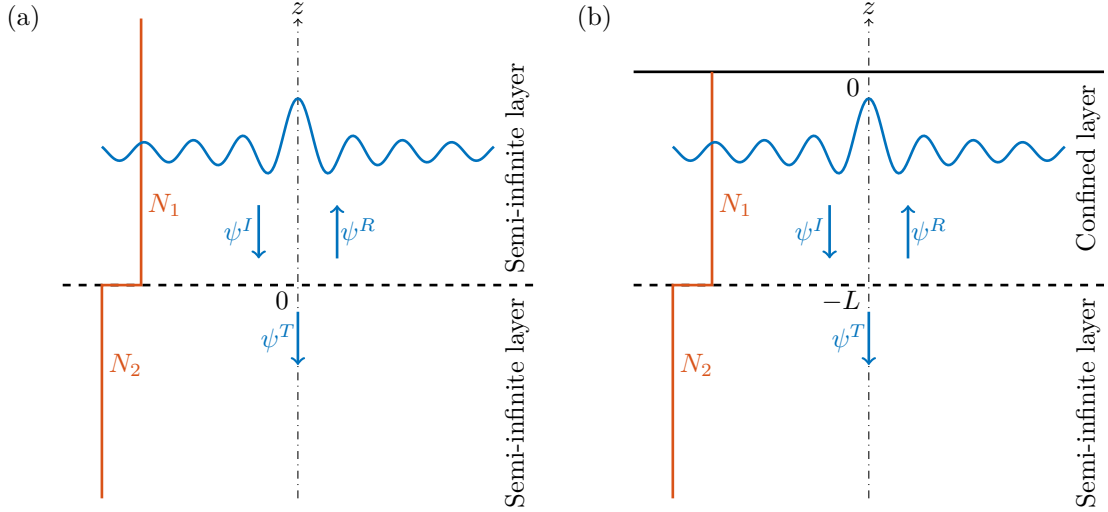 (a)
z
Semi-infinite layer
N₁
ψᴵ
ψᴿ
0
ψᵀ
N₂
Semi-infinite layer
(b)
z
0
Confined layer
N₁
ψᴵ
ψᴿ
−L
ψᵀ
N₂
Semi-infinite layer